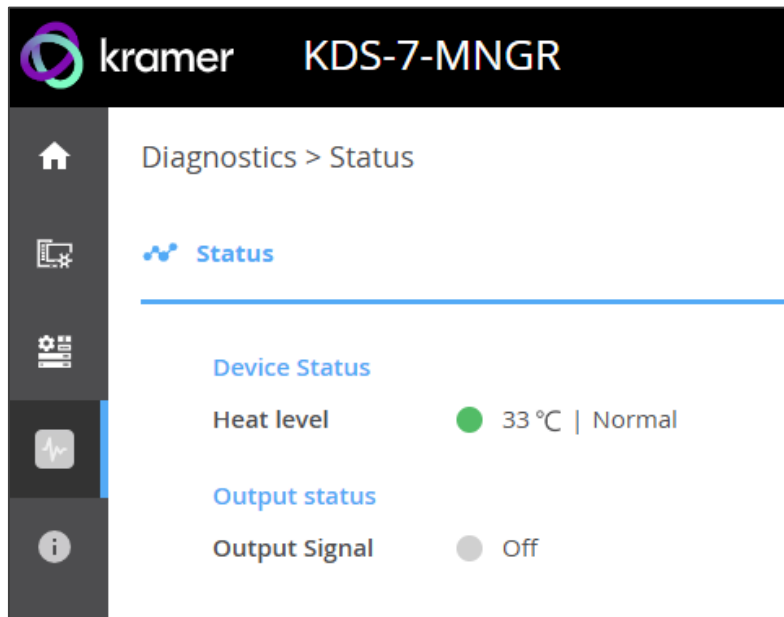 kramer KDS-7-MNGR
Diagnostics > Status
Status
Device Status
Heat level 33 °C | Normal
Output status
Output Signal Off